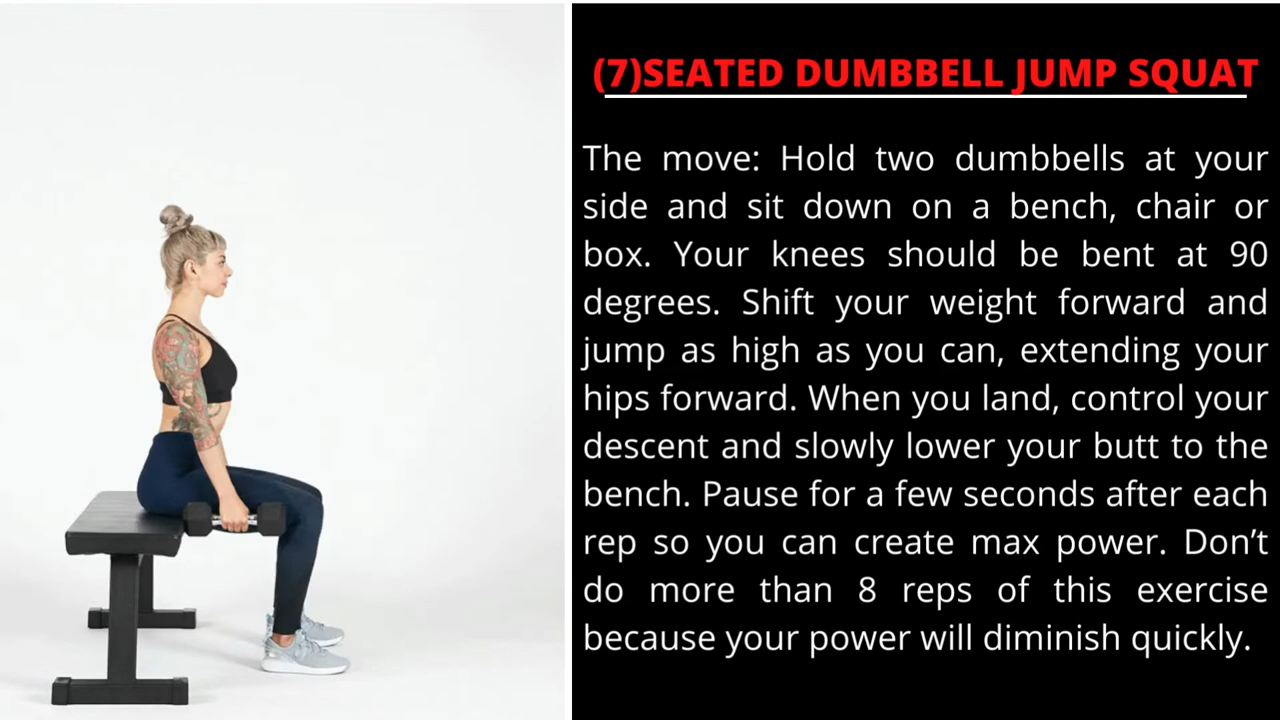 (7)SEATED DUMBBELL JUMP SQUAT
The move: Hold two dumbbells at your
side and sit down on a bench, chair or
box. Your knees should be bent at 90
degrees. Shift your weight forward and
jump as high as you can, extending your
hips forward. When you land, control your
descent and slowly lower your butt to the
bench. Pause for a few seconds after each
rep so you can create max power. Don’t
do more than 8 reps of this exercise
because your power will diminish quickly.